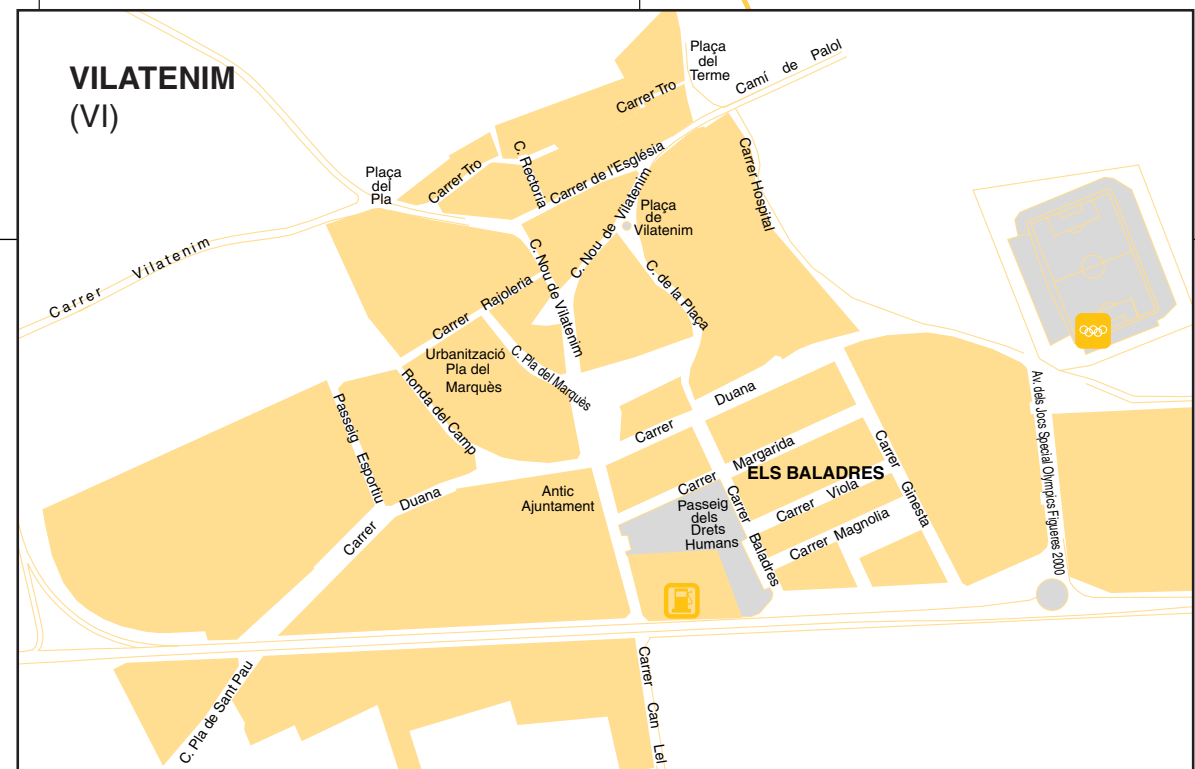 VILATENIM
(VI)
Plaça
del
Terme
Camí de Palol
Carrer Tro
C. Rectoria
Carrer de l'Església
Carrer Hospital
Plaça
del
Pla
Carrer Tro
Plaça
de
Vilatenim
C. Nou de Vilatenim
Carrer Vilatenim
C. Nou de Vilatenim
C. de la Plaça
Carrer Rajoleria
Urbanització
Pla del
Marquès
C. Pla del Marquès
Ronda del Camp
Passeig Esportiu
Carrer Duana
Carrer Duana
Av. dels Jocs Special Olympics Figueres 2000
Carrer Margarida
ELS BALADRES
Carrer Ginesta
Carrer Viola
Carrer Magnolia
Carrer Baladres
Antic
Ajuntament
Passeig
dels
Drets
Humans
C. Pla de Sant Pau
Carrer Can Lel